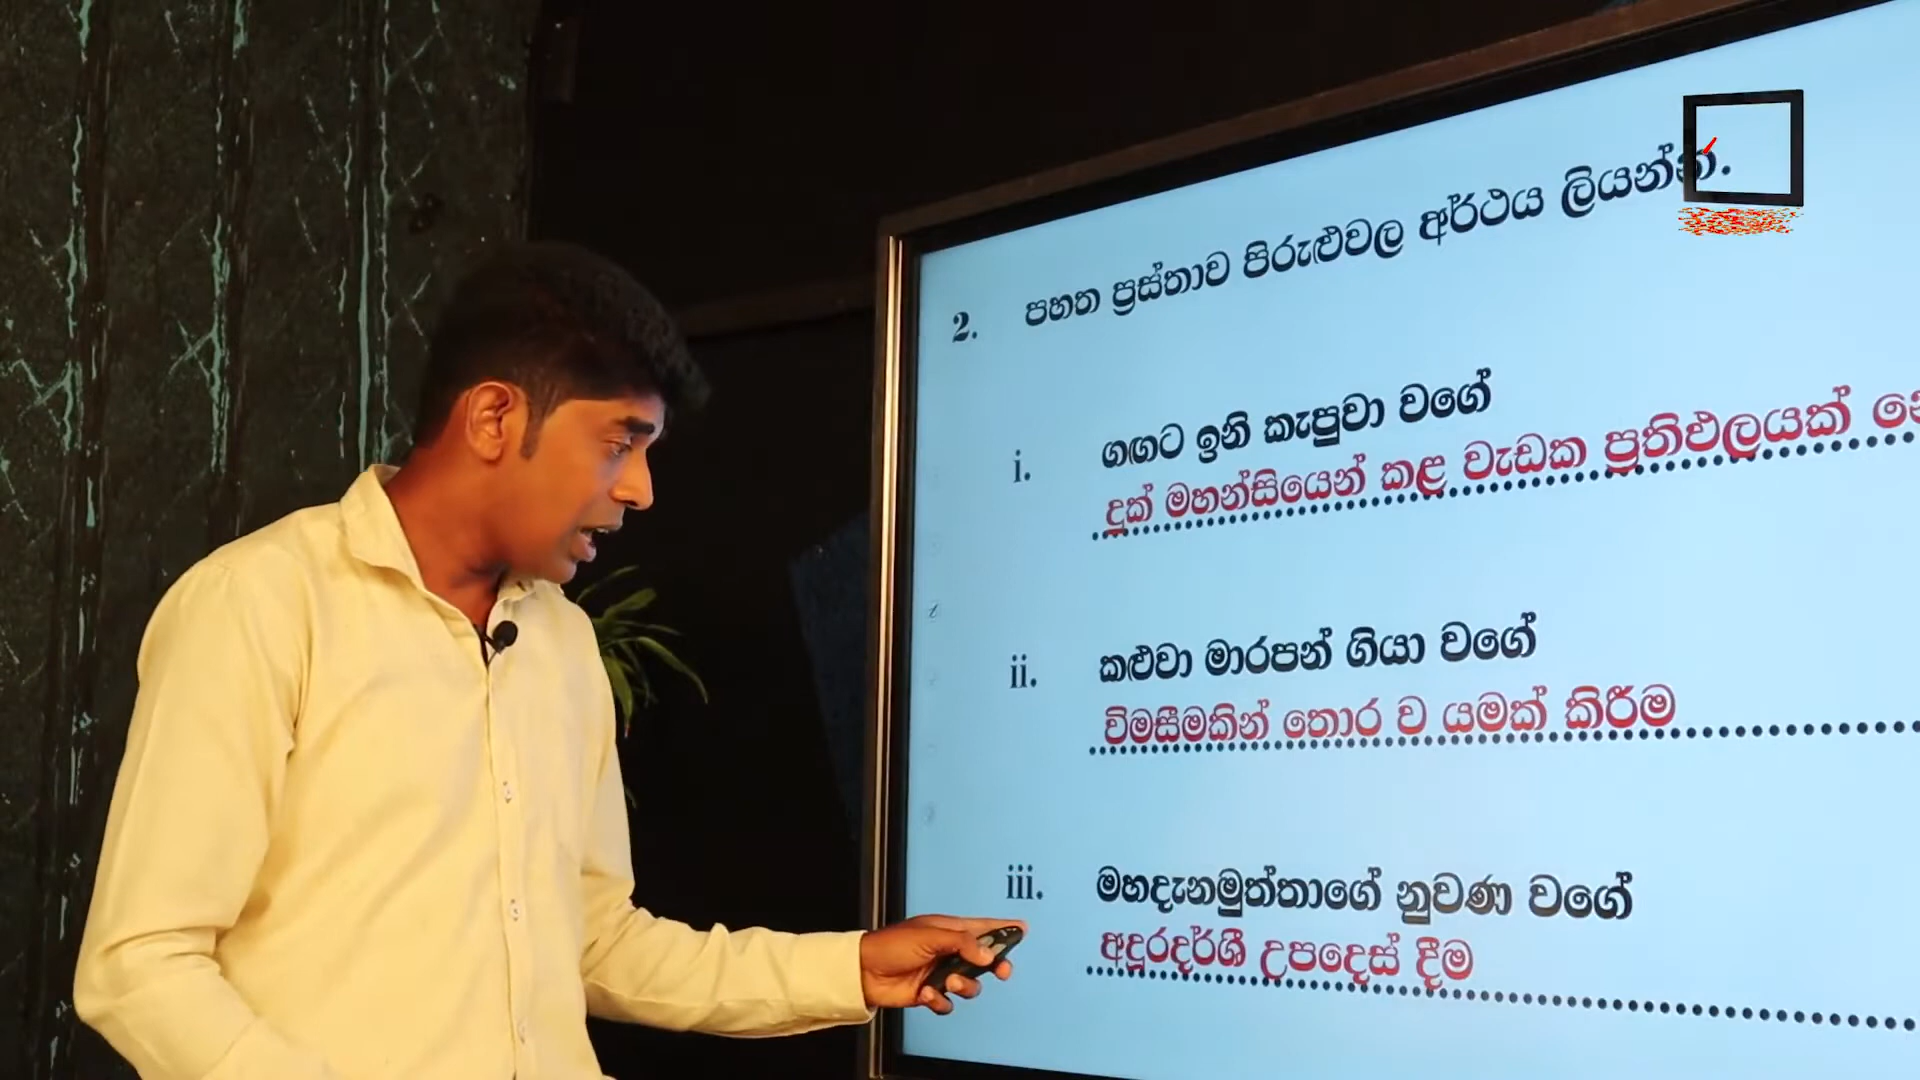 2. පහත ප්‍රස්තාව පිරුළුවල අර්ථය ලියන්න.
i. ගඟට ඉනි කැපුවා වගේ
දුක් මහන්සියෙන් කළ වැඩක ප්‍රතිඵලයක්
ii. කළුවා මාරපන් ගියා වගේ
විමසීමකින් තොර ව යමක් කිරීම
iii. මහදැනමුත්තාගේ නුවණ වගේ
අදූරදර්ශී උපදෙස් දීම